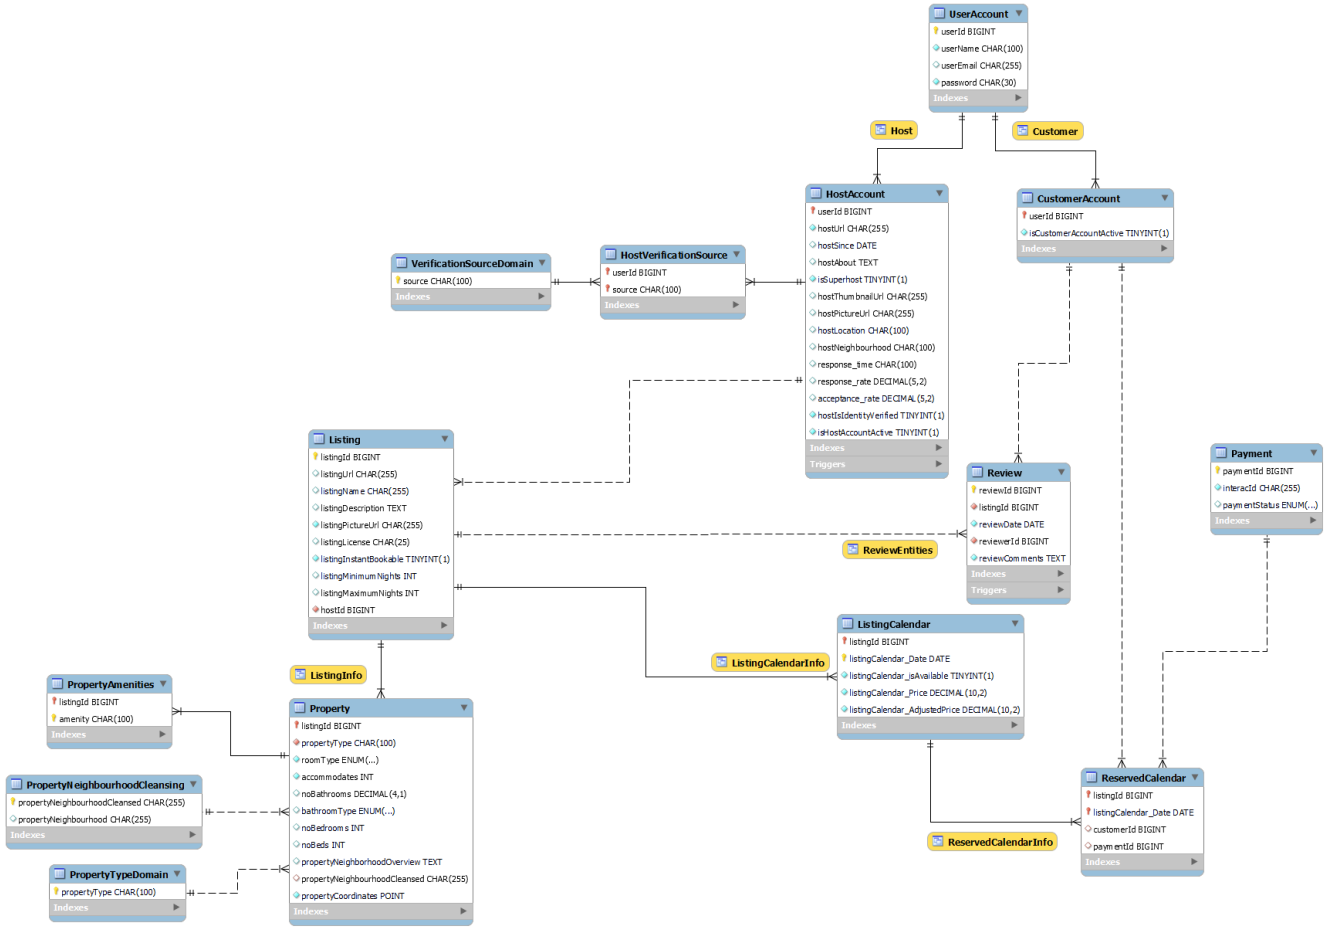 UserAccount
userId BIGINT
userName CHAR(100)
userEmail CHAR(255)
password CHAR(30)
Indexes
Host
Customer
HostAccount
userId BIGINT
hostUrl CHAR(255)
hostSince DATE
hostAbout TEXT
isSuperhost TINYINT(1)
hostThumbnailUrl CHAR(255)
hostPictureUrl CHAR(255)
hostLocation CHAR(100)
hostNeighbourhood CHAR(100)
response_time CHAR(100)
response_rate DECIMAL(5,2)
acceptance_rate DECIMAL(5,2)
hostIsIdentityVerified TINYINT(1)
isHostAccountActive TINYINT(1)
Indexes
Triggers
CustomerAccount
userId BIGINT
isCustomerAccountActive TINYINT(1)
Indexes
VerificationSourceDomain
source CHAR(100)
Indexes
HostVerificationSource
userId BIGINT
source CHAR(100)
Indexes
Listing
listingId BIGINT
listingUrl CHAR(255)
listingName CHAR(255)
listingDescription TEXT
listingPictureUrl CHAR(255)
listingLicense CHAR(25)
listingInstantBookable TINYINT(1)
listingMinimumNights INT
listingMaximumNights INT
hostId BIGINT
Indexes
Review
reviewId BIGINT
listingId BIGINT
reviewDate DATE
reviewerId BIGINT
reviewComments TEXT
Indexes
Triggers
Payment
paymentId BIGINT
interacId CHAR(255)
paymentStatus ENUM(...)
Indexes
ReviewEntities
ListingCalendar
listingId BIGINT
listingCalendar_Date DATE
listingCalendar_isAvailable TINYINT(1)
listingCalendar_Price DECIMAL(10,2)
listingCalendar_AdjustedPrice DECIMAL(10,2)
Indexes
ListingCalendarInfo
ListingInfo
PropertyAmenities
listingId BIGINT
amenity CHAR(100)
Indexes
Property
listingId BIGINT
propertyType CHAR(100)
roomType ENUM(...)
accommodates INT
noBathrooms DECIMAL(4,1)
bathroomType ENUM(...)
noBedrooms INT
noBeds INT
propertyNeighborhoodOverview TEXT
propertyNeighbourhoodCleansed CHAR(255)
propertyCoordinates POINT
Indexes
PropertyNeighbourhoodCleansing
propertyNeighbourhoodCleansed CHAR(255)
propertyNeighbourhood CHAR(255)
Indexes
PropertyTypeDomain
propertyType CHAR(100)
Indexes
ReservedCalendar
listingId BIGINT
listingCalendar_Date DATE
customerId BIGINT
paymentId BIGINT
Indexes
ReservedCalendarInfo